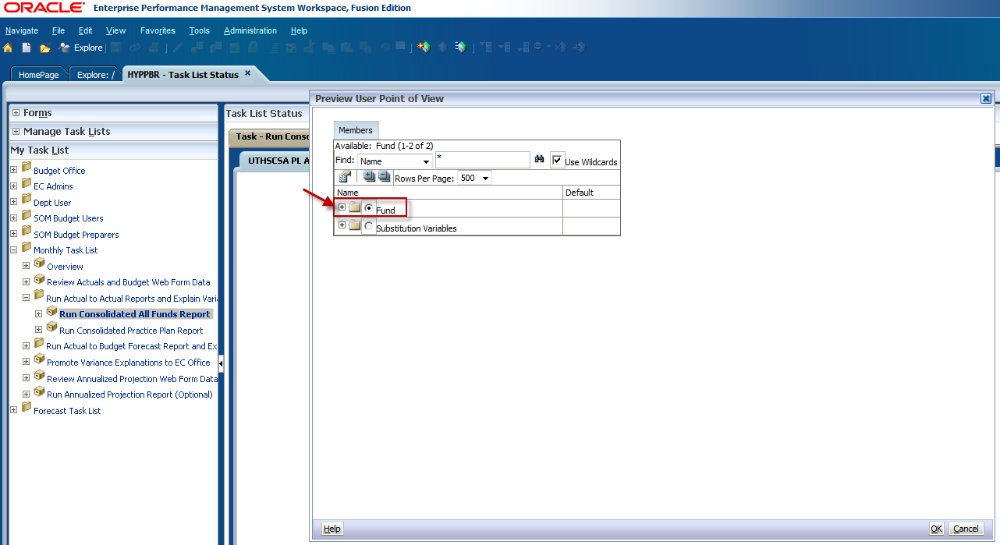 ORACLE Enterprise Performance Management System Workspace, Fusion Edition
Navigate File Edit View Favorites Tools Administration Help
Explore
HomePage Explore: / HYPPBR - Task List Status
Forms
Manage Task Lists
My Task List
Budget Office
EC Admins
Dept User
SOM Budget Users
SOM Budget Preparers
Monthly Task List
Overview
Review Actuals and Budget Web Form Data
Run Actual to Actual Reports and Explain Vari
Run Consolidated All Funds Report
Run Consolidated Practice Plan Report
Run Actual to Budget Forecast Report and Ex
Promote Variance Explanations to EC Office
Review Annualized Projection Web Form Data
Run Annualized Projection Report (Optional)
Forecast Task List
Task List Status
Task - Run Conso
UTHSCSA PL A
Preview User Point of View
Members
Available: Fund (1-2 of 2)
Find: Name * Use Wildcards
Rows Per Page: 500
Name Default
Fund
Substitution Variables
Help OK Cancel